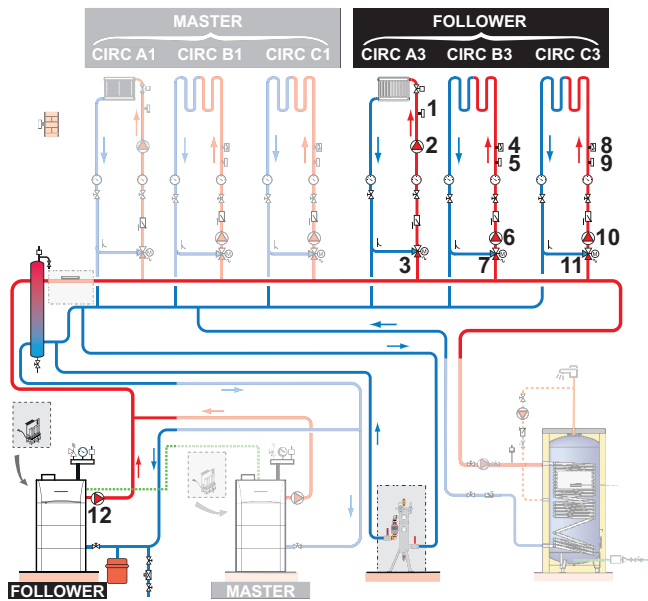 MASTER FOLLOWER
CIRC A1 CIRC B1 CIRC C1 CIRC A3 CIRC B3 CIRC C3
1
2 4 8
5 9
6 10
M M M M M M
3 7 11
12
FOLLOWER MASTER